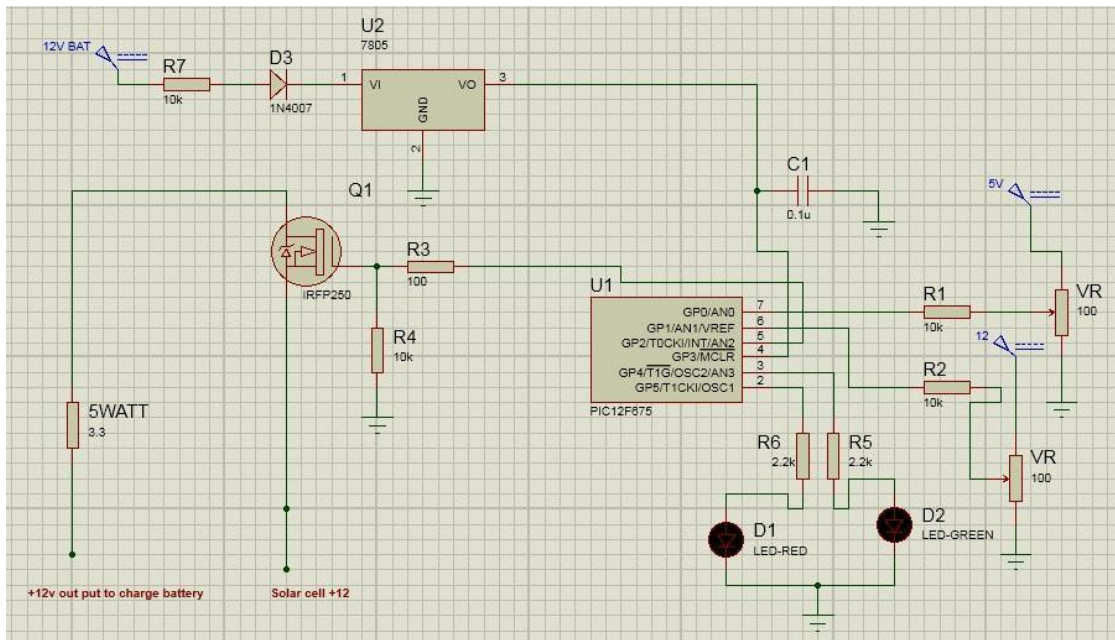 U2
7805
12V BAT
R7
10k
D3
1N4007
1
VI
VO
3
GND
2
Q1
IRFP250
R3
100
R4
10k
C1
0.1u
5V
U1
GP0/AN0
GP1/AN1/VREF
GP2/T0CKI/INT/AN2
GP3/MCLR
GP4/T1G/OSC2/AN3
GP5/T1CKI/OSC1
7
6
5
4
3
2
PIC12F675
R1
10k
VR
100
12
R2
10k
VR
100
5WATT
3.3
R6
2.2k
R5
2.2k
D1
LED-RED
D2
LED-GREEN
+12v out put to charge battery
Solar cell +12